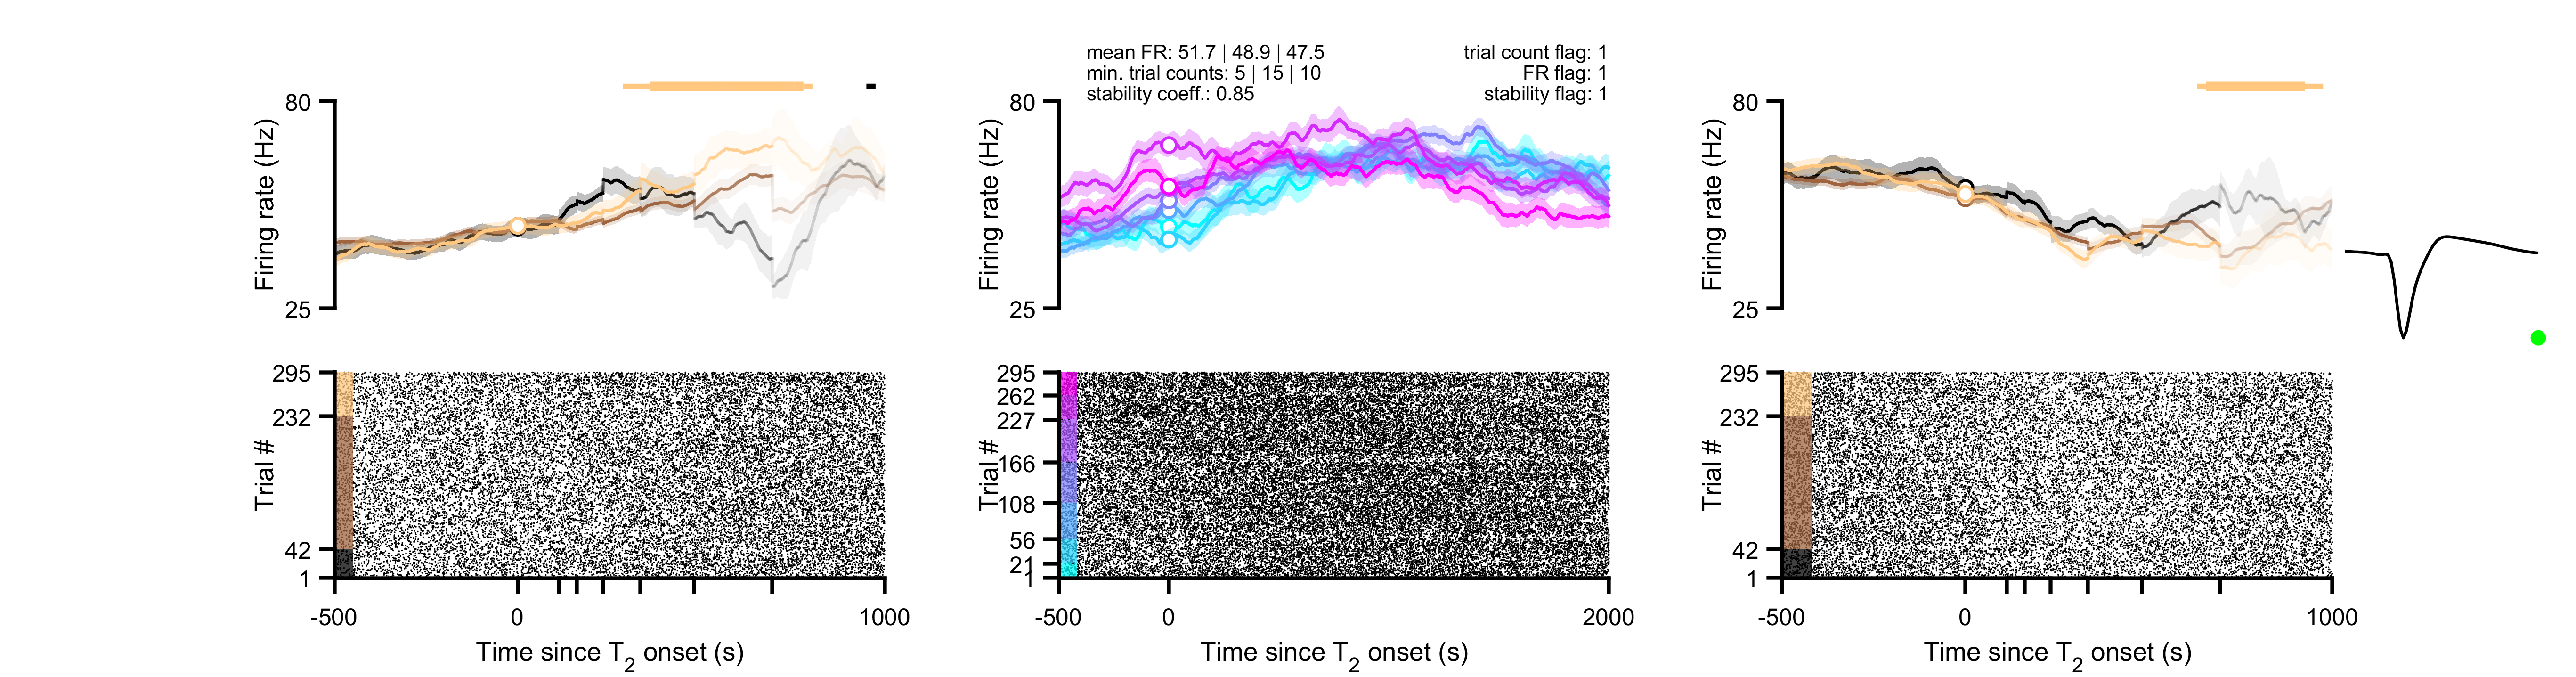 mean FR: 51.7 | 48.9 | 47.5
min. trial counts: 5 | 15 | 10
stability coeff.: 0.85
trial count flag: 1
FR flag: 1
stability flag: 1
80
25
Firing rate (Hz)
295
232
42
1
Trial #
-500
0
1000
Time since T2 onset (s)
80
25
Firing rate (Hz)
295
262
227
166
108
56
21
1
Trial #
-500
0
2000
Time since T2 onset (s)
80
25
Firing rate (Hz)
295
232
42
1
Trial #
-500
0
1000
Time since T2 onset (s)